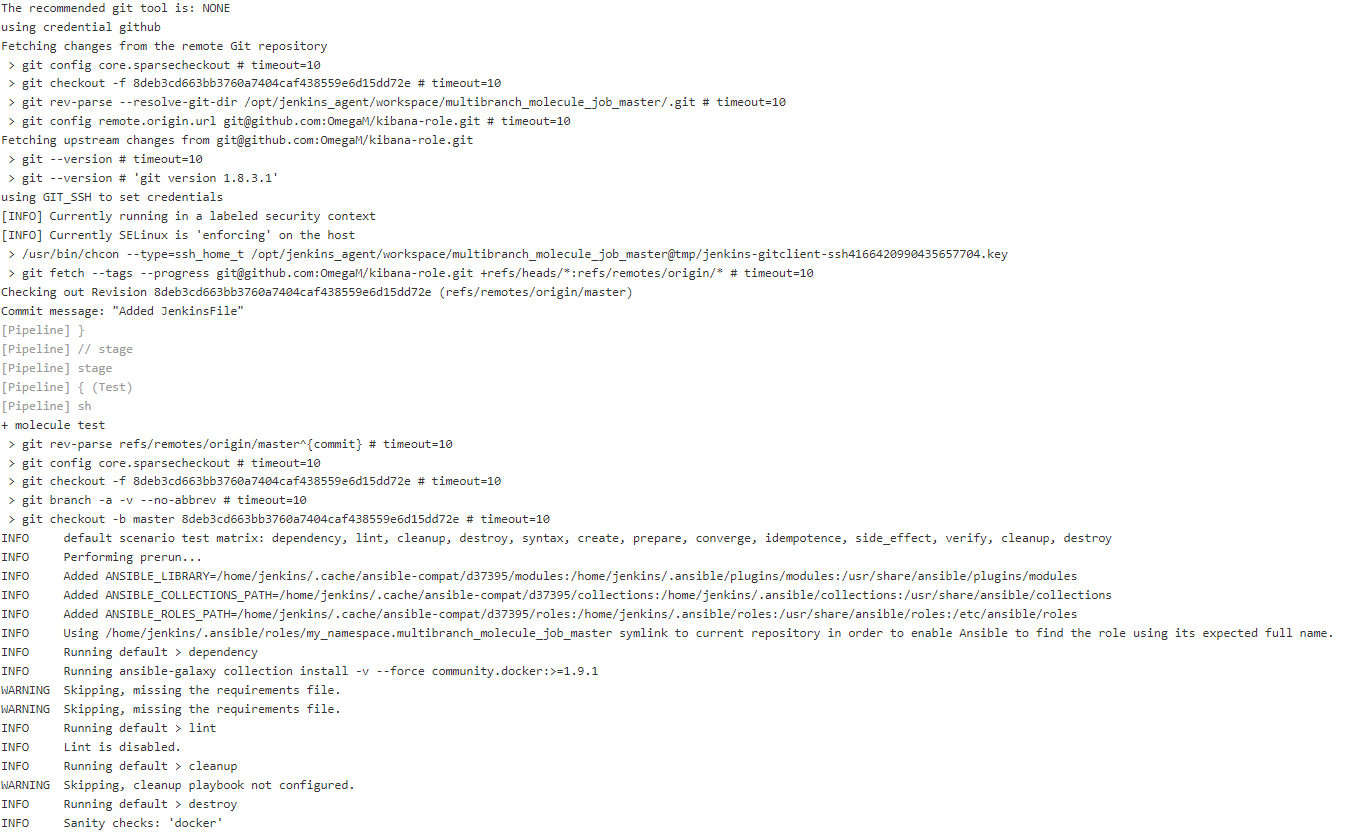 The recommended git tool is: NONE
using credential github
Fetching changes from the remote Git repository
> git config core.sparsecheckout # timeout=10
> git checkout -f 8deb3cd663bb3760a7404caf438559e6d15dd72e # timeout=10
> git rev-parse --resolve-git-dir /opt/jenkins_agent/workspace/multibranch_molecule_job_master/.git # timeout=10
> git config remote.origin.url git@github.com:OmegaM/kibana-role.git # timeout=10
Fetching upstream changes from git@github.com:OmegaM/kibana-role.git
> git --version # timeout=10
> git --version # 'git version 1.8.3.1'
using GIT_SSH to set credentials
[INFO] Currently running in a labeled security context
[INFO] Currently SELinux is 'enforcing' on the host
> /usr/bin/chcon --type=ssh_home_t /opt/jenkins_agent/workspace/multibranch_molecule_job_master@tmp/jenkins-gitclient-ssh4166420990435657704.key
> git fetch --tags --progress git@github.com:OmegaM/kibana-role.git +refs/heads/*:refs/remotes/origin/* # timeout=10
Checking out Revision 8deb3cd663bb3760a7404caf438559e6d15dd72e (refs/remotes/origin/master)
Commit message: "Added JenkinsFile"
[Pipeline] }
[Pipeline] // stage
[Pipeline] stage
[Pipeline] { (Test)
[Pipeline] sh
+ molecule test
> git rev-parse refs/remotes/origin/master^{commit} # timeout=10
> git config core.sparsecheckout # timeout=10
> git checkout -f 8deb3cd663bb3760a7404caf438559e6d15dd72e # timeout=10
> git branch -a -v --no-abbrev # timeout=10
> git checkout -b master 8deb3cd663bb3760a7404caf438559e6d15dd72e # timeout=10
INFO     default scenario test matrix: dependency, lint, cleanup, destroy, syntax, create, prepare, converge, idempotence, side_effect, verify, cleanup, destroy
INFO     Performing prerun...
INFO     Added ANSIBLE_LIBRARY=/home/jenkins/.cache/ansible-compat/d37395/modules:/home/jenkins/.ansible/plugins/modules:/usr/share/ansible/plugins/modules
INFO     Added ANSIBLE_COLLECTIONS_PATH=/home/jenkins/.cache/ansible-compat/d37395/collections:/home/jenkins/.ansible/collections:/usr/share/ansible/collections
INFO     Added ANSIBLE_ROLES_PATH=/home/jenkins/.cache/ansible-compat/d37395/roles:/home/jenkins/.ansible/roles:/usr/share/ansible/roles:/etc/ansible/roles
INFO     Using /home/jenkins/.ansible/roles/my_namespace.multibranch_molecule_job_master symlink to current repository in order to enable Ansible to find the role using its expected full name.
INFO     Running default > dependency
INFO     Running ansible-galaxy collection install -v --force community.docker:>=1.9.1
WARNING  Skipping, missing the requirements file.
WARNING  Skipping, missing the requirements file.
INFO     Running default > lint
INFO     Lint is disabled.
INFO     Running default > cleanup
WARNING  Skipping, cleanup playbook not configured.
INFO     Running default > destroy
INFO     Sanity checks: 'docker'